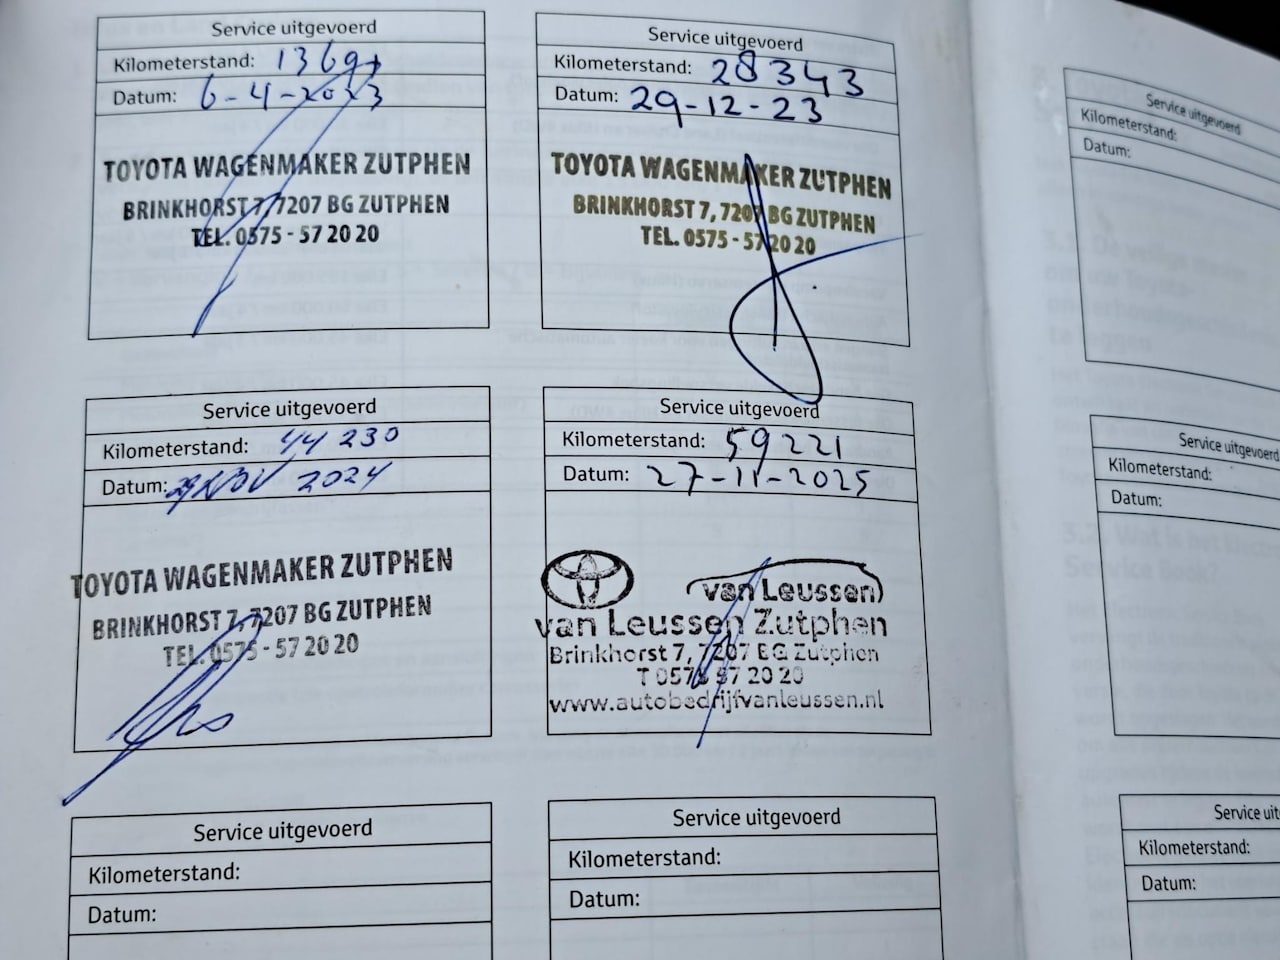 Service uitgevoerd
Kilometerstand: 13697
Datum: 6-4-2023
TOYOTA WAGENMAKER ZUTPHEN
BRINKHORST 7, 7207 BG ZUTPHEN
TEL. 0575 - 57 20 20
Service uitgevoerd
Kilometerstand: 28343
Datum: 29-12-23
TOYOTA WAGENMAKER ZUTPHEN
BRINKHORST 7, 7207 BG ZUTPHEN
TEL. 0575 - 57 20 20
Service uitgevoerd
Kilometerstand: 44 230
Datum: 29 NOV 2024
TOYOTA WAGENMAKER ZUTPHEN
BRINKHORST 7, 7207 BG ZUTPHEN
TEL. 0575 - 57 20 20
Service uitgevoerd
Kilometerstand: 59221
Datum: 27-11-2025
van Leussen
van Leussen Zutphen
Brinkhorst 7, 7207 BG Zutphen
T 0575 57 20 20
www.autobedrijfvanleussen.nl
Service uitgevoerd
Kilometerstand:
Datum:
Service uitgevoerd
Kilometerstand:
Datum:
Service uitgevoerd
Kilometerstand:
Datum:
Service uitgevoerd
Kilometerstand:
Datum:
Service uit
Kilometerstand:
Datum: